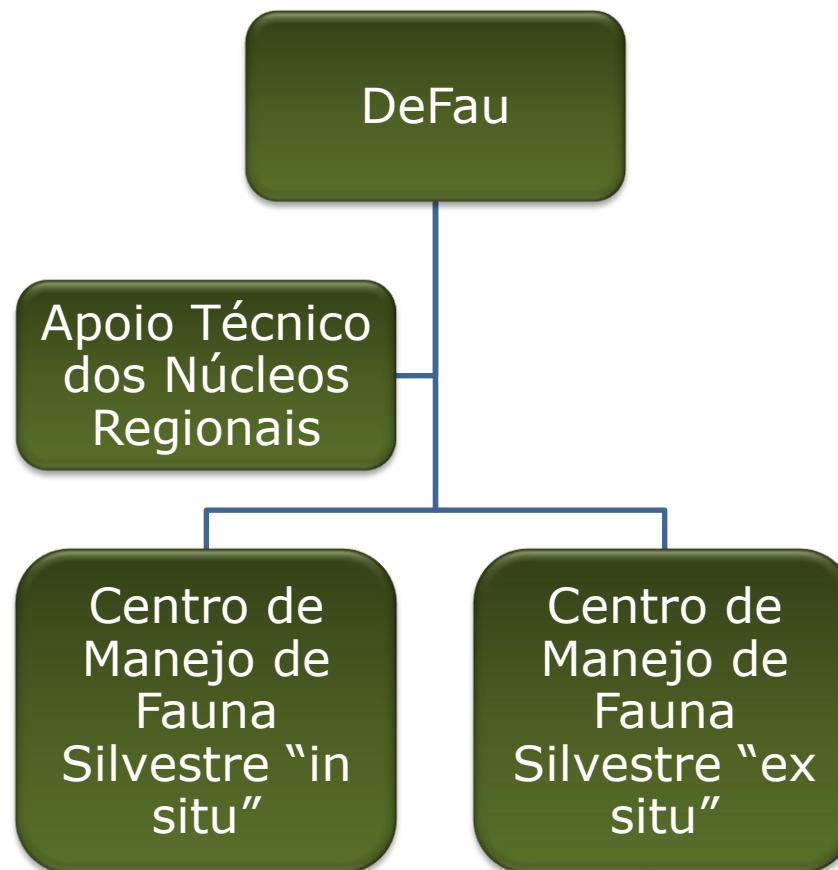 DeFau
Apoio Técnico
dos Núcleos
Regionais
Centro de
Manejo de
Fauna
Silvestre “in
situ”
Centro de
Manejo de
Fauna
Silvestre “ex
situ”